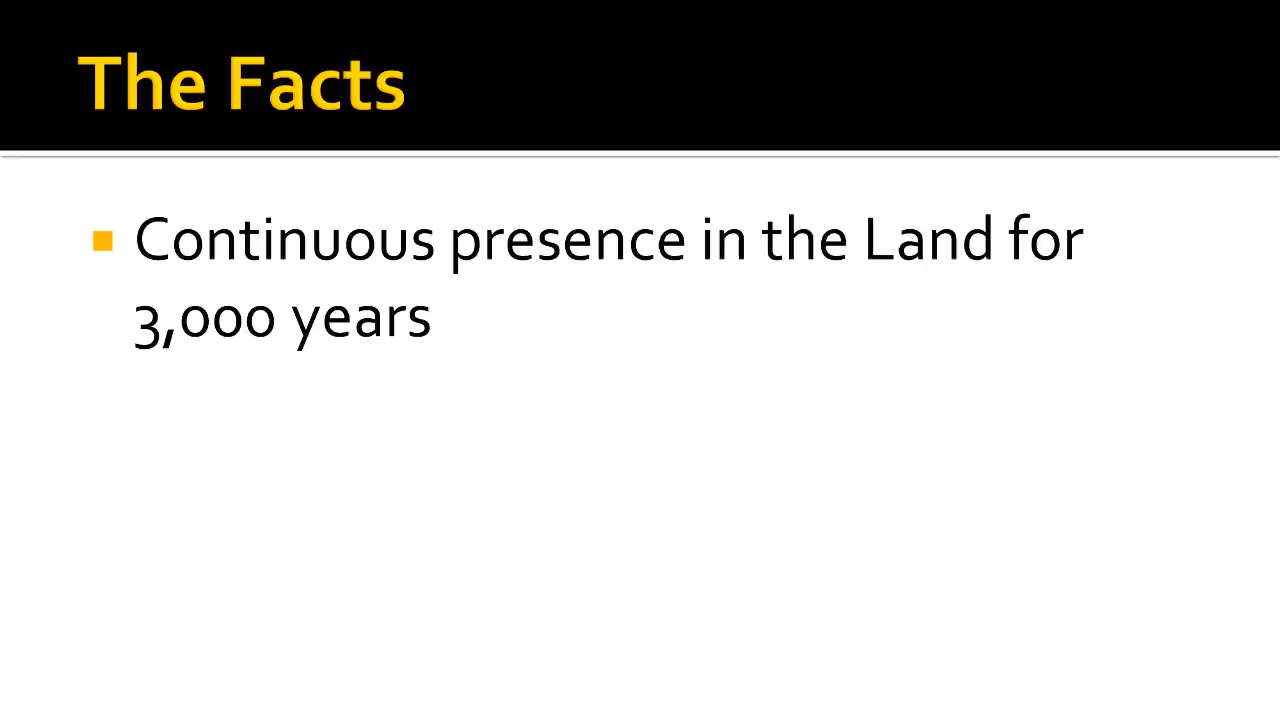 The Facts
Continuous presence in the Land for
3,000 years